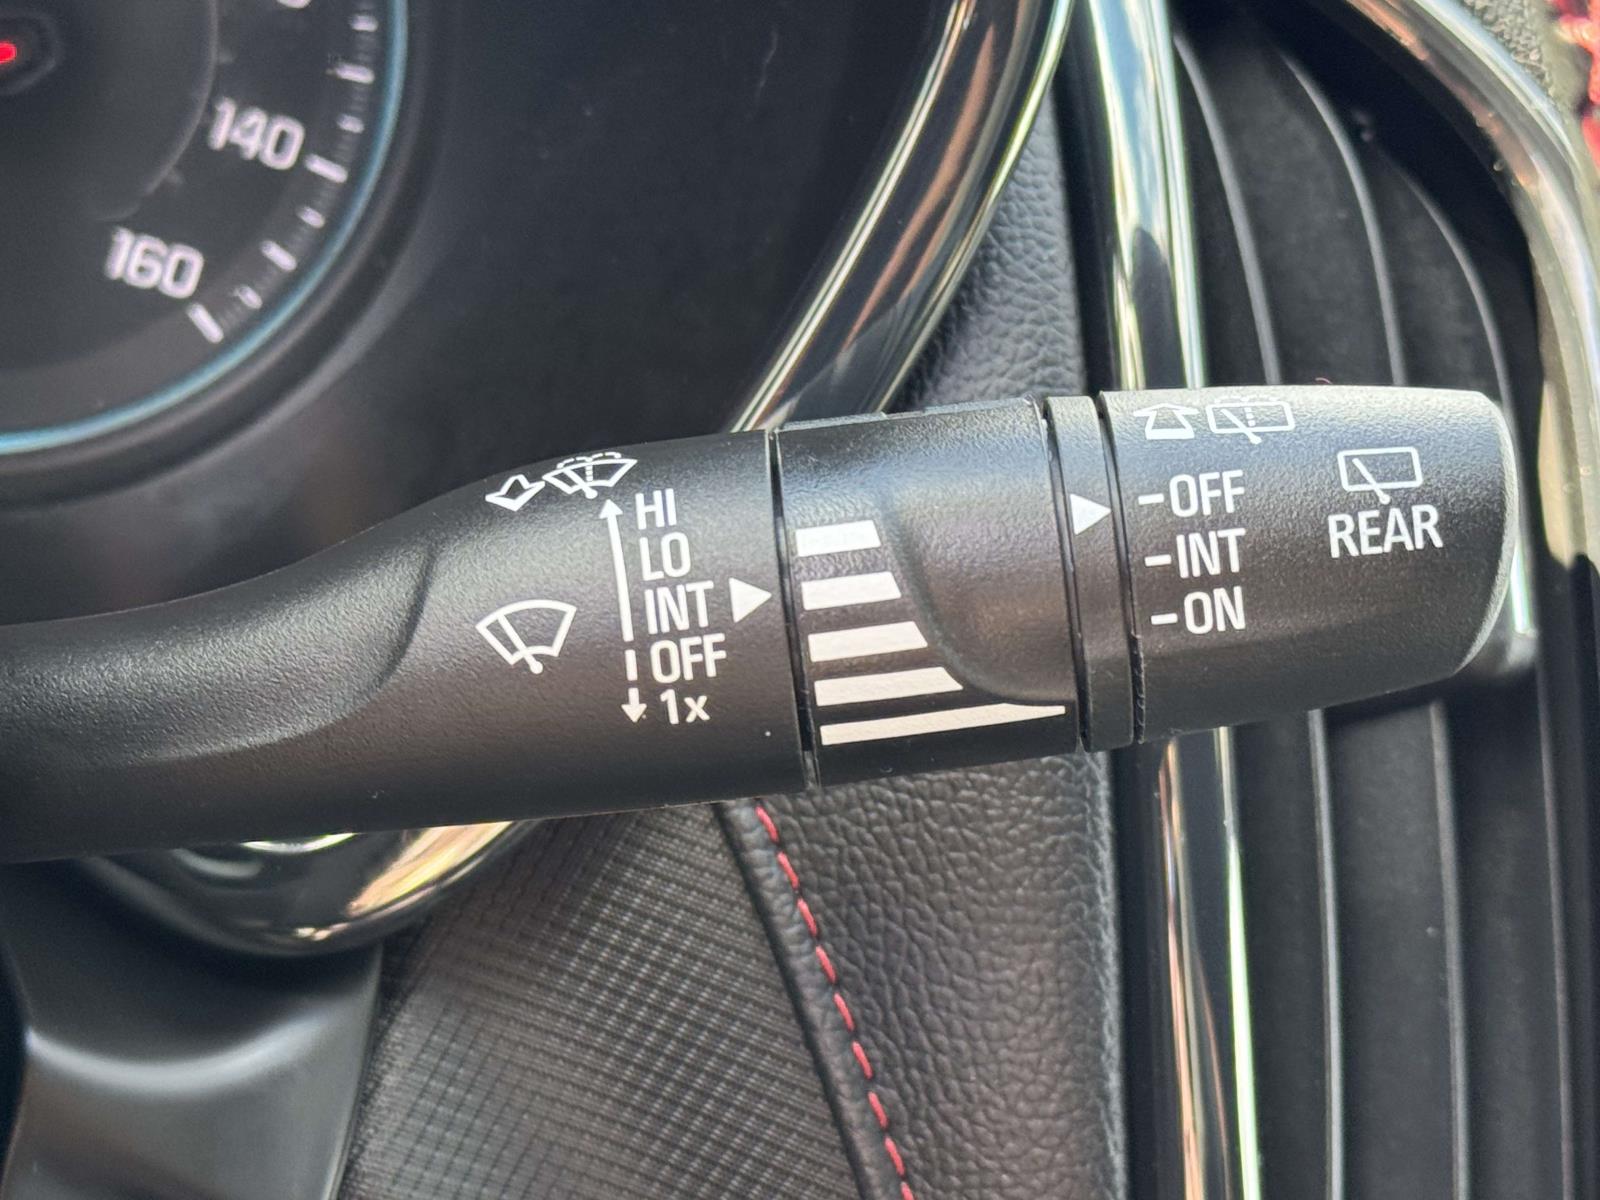 140
160
HI
LO
INT
OFF
1x
-OFF
-INT
-ON
REAR